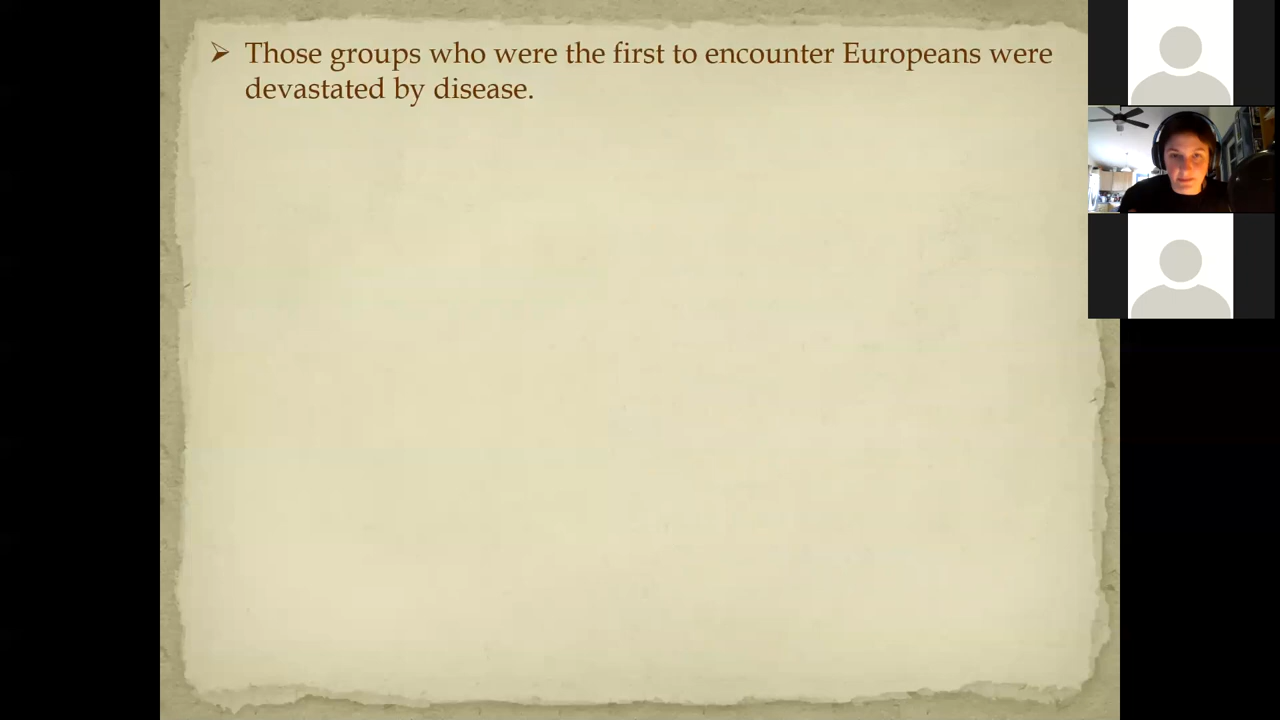 Those groups who were the first to encounter Europeans were
devastated by disease.